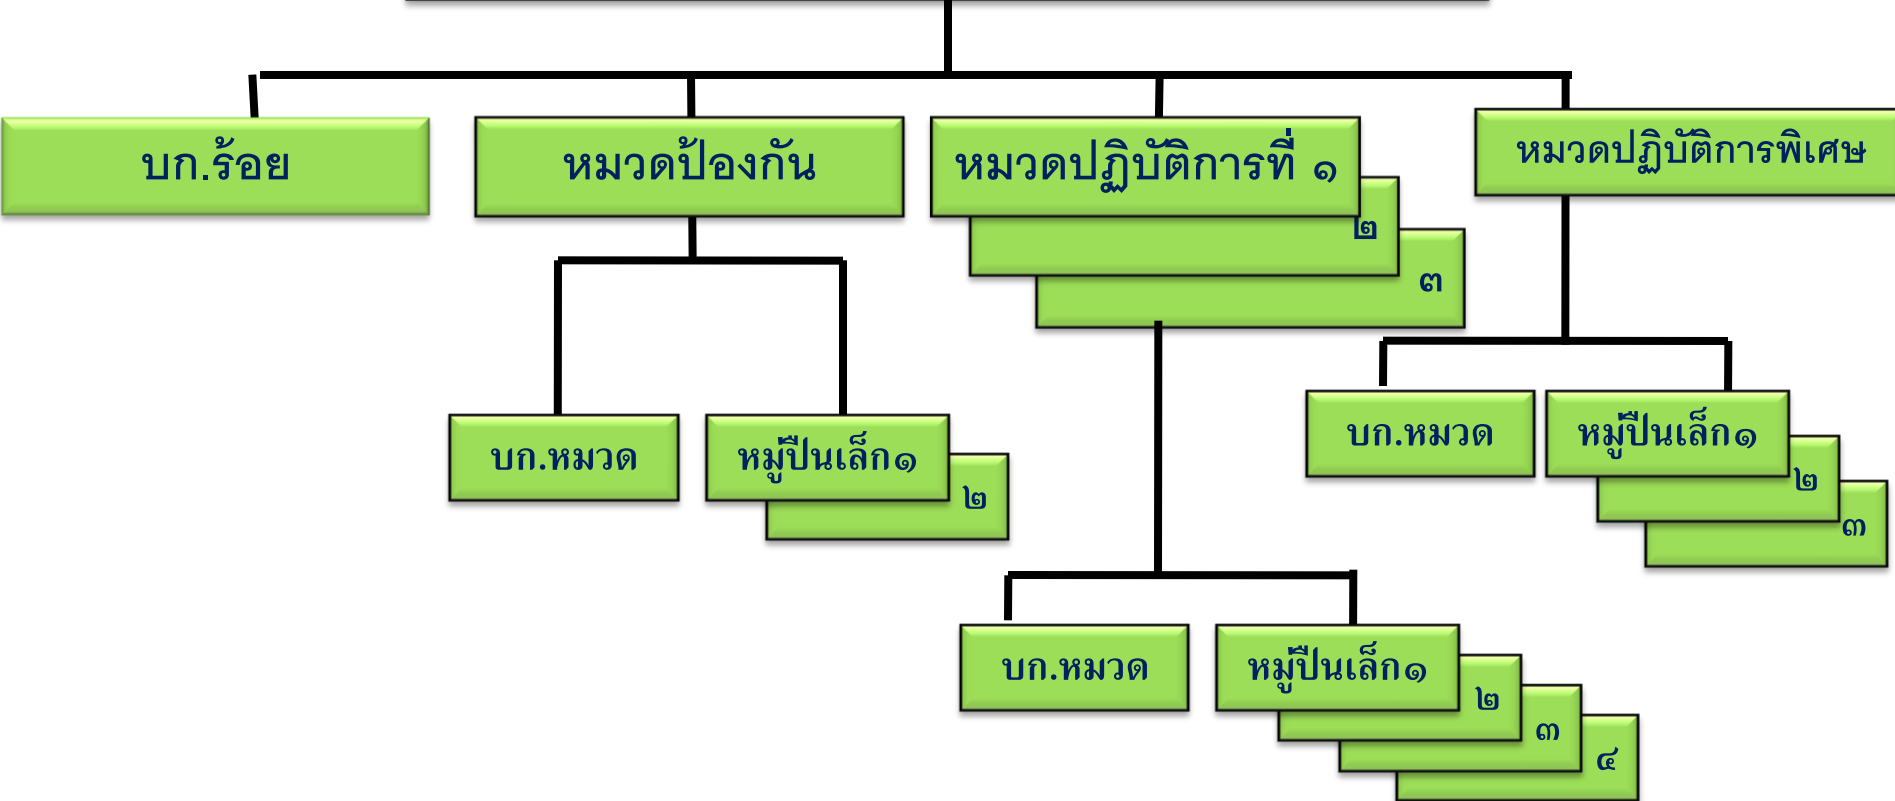 บก.ร้อย
หมวดป้องกัน
หมวดปฏิบัติการที่ ๑
๒
๓
หมวดปฏิบัติการพิเศษ
บก.หมวด
หมู่ปืนเล็ก๑
๒
บก.หมวด
หมู่ปืนเล็ก๑
๒
๓
บก.หมวด
หมู่ปืนเล็ก๑
๒
๓
๔